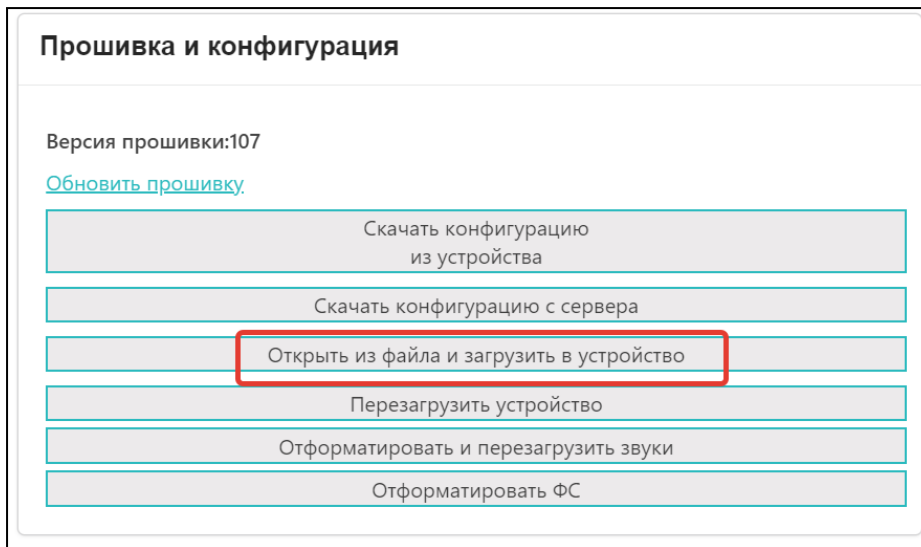 Прошивка и конфигурация
Версия прошивки:107
Обновить прошивку
Скачать конфигурацию
из устройства
Скачать конфигурацию с сервера
Открыть из файла и загрузить в устройство
Перезагрузить устройство
Отформатировать и перезагрузить звуки
Отформатировать ФС